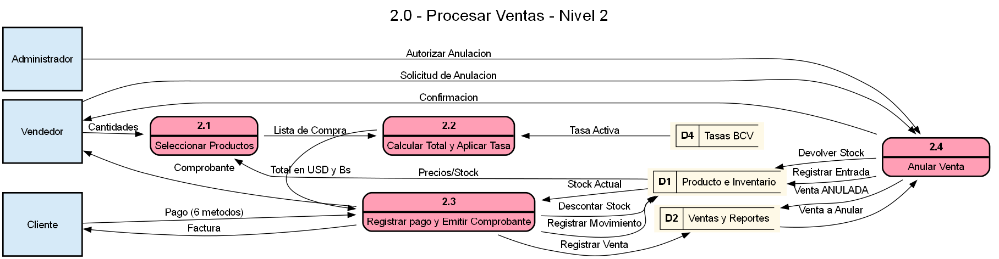 2.0 - Procesar Ventas - Nivel 2
Administrador
Autorizar Anulacion
Solicitud de Anulacion
Confirmacion
Vendedor
Cantidades
2.1
Seleccionar Productos
Lista de Compra
2.2
Calcular Total y Aplicar Tasa
Tasa Activa
D4 Tasas BCV
2.4
Anular Venta
Devolver Stock
Registrar Entrada
Venta ANULADA
Venta a Anular
Comprobante
Total en USD y Bs
Precios/Stock
D1 Producto e Inventario
Stock Actual
2.3
Registrar pago y Emitir Comprobante
Descontar Stock
Registrar Movimiento
Registrar Venta
D2 Ventas y Reportes
Cliente
Pago (6 metodos)
Factura